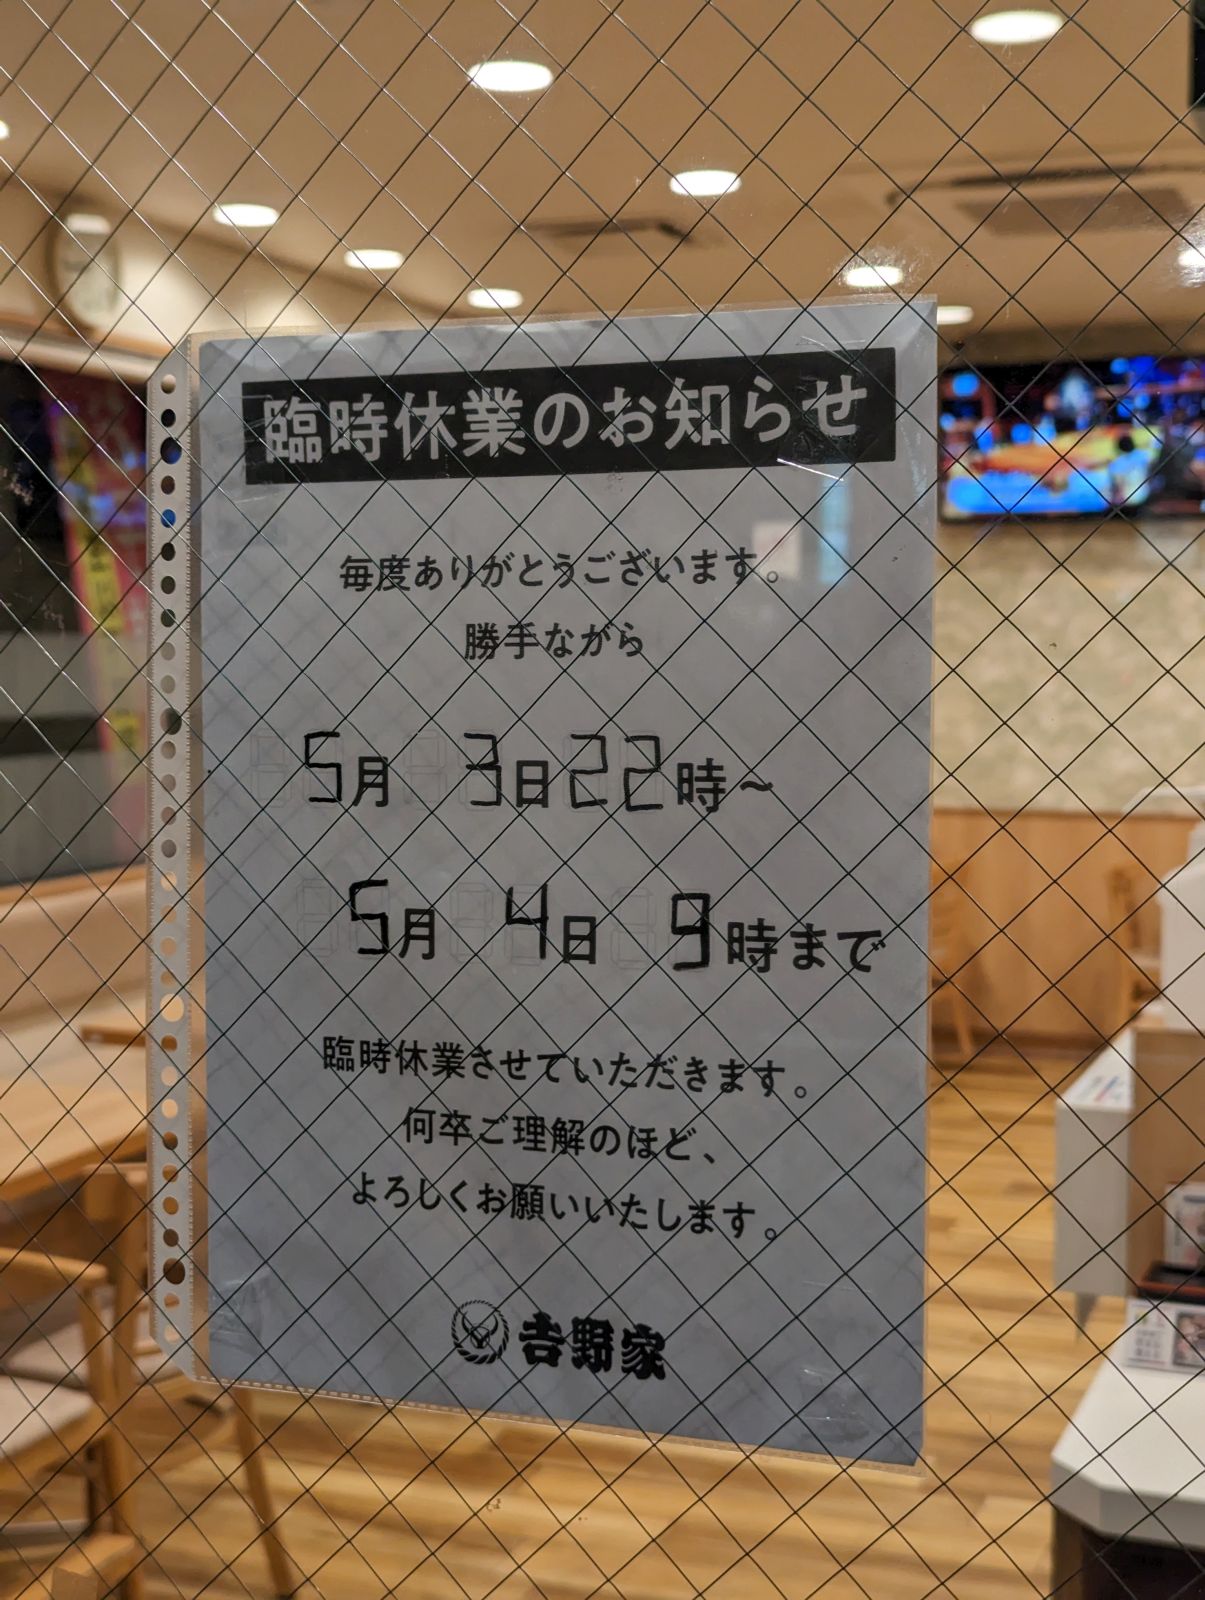 臨時休業のお知らせ
毎度ありがとうございます。
勝手ながら
5月 3日22時~
5月 4日 9時まで
臨時休業させていただきます。
何卒ご理解のほど、
よろしくお願いいたします。
吉野家